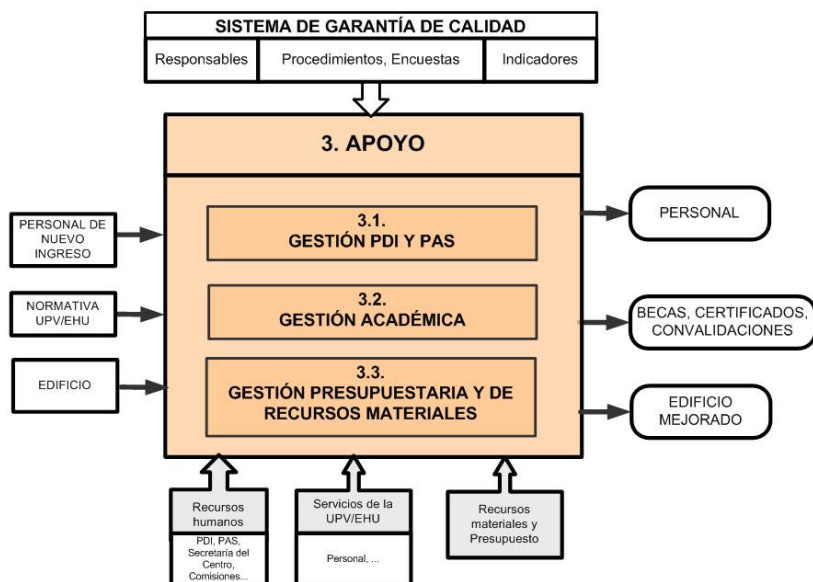 SISTEMA DE GARANTÍA DE CALIDAD
Responsables
Procedimientos, Encuestas
Indicadores
3. APOYO
PERSONAL DE
NUEVO
INGRESO
NORMATIVA
UPV/EHU
EDIFICIO
3.1.
GESTIÓN PDI Y PAS
3.2.
GESTIÓN ACADÉMICA
3.3.
GESTIÓN PRESUPUESTARIA Y DE
RECURSOS MATERIALES
PERSONAL
BECAS, CERTIFICADOS,
CONVALIDACIONES
EDIFICIO
MEJORADO
Recursos
humanos
PDI, PAS,
Secretaría del
Centro,
Comisiones...
Servicios de la
UPV/EHU
Personal, ...
Recursos
materiales y
Presupuesto